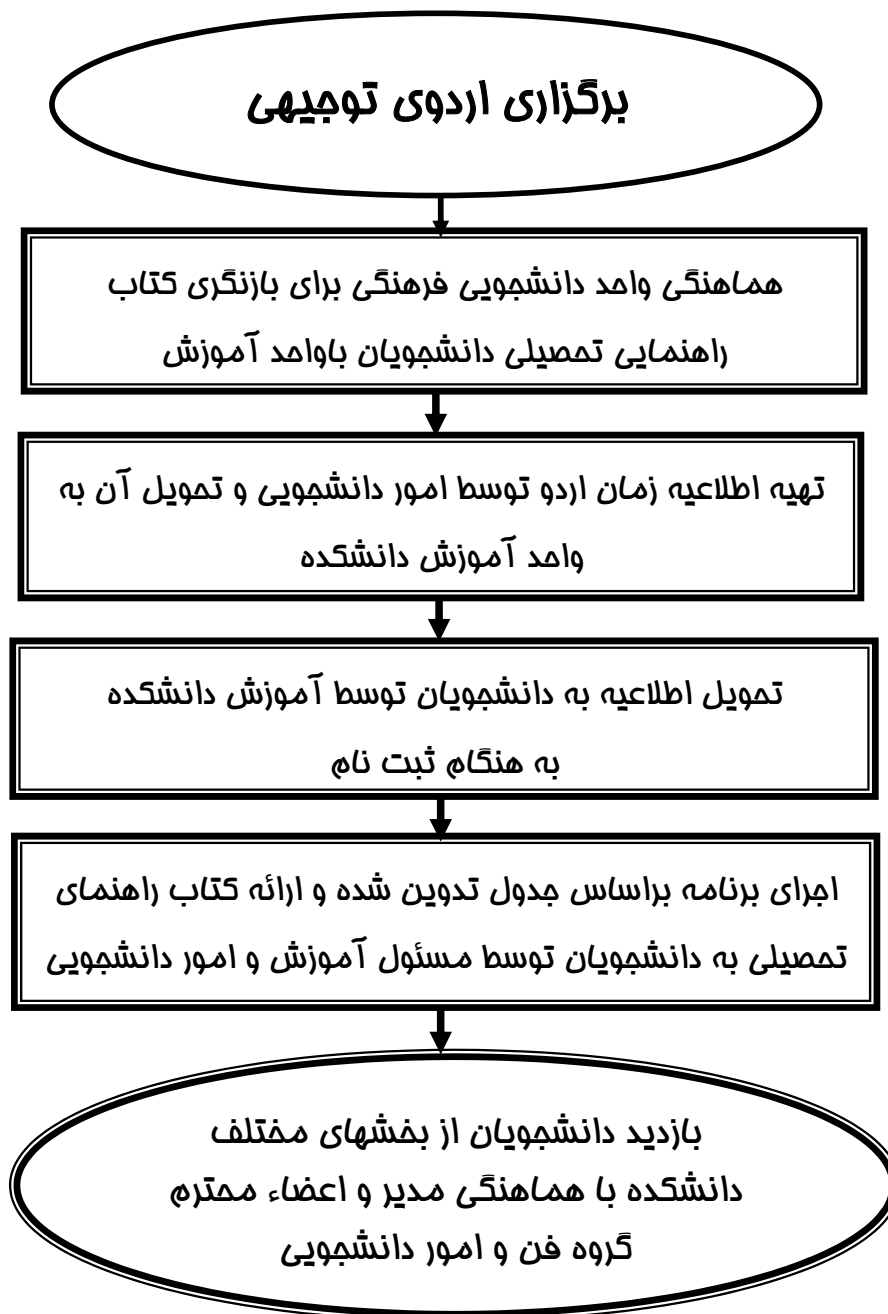 برگزاری اردوی توجیهی
هماهنگی واحد دانشجویی فرهنگی برای بازنگری کتاب
راهنمایی تحصیلی دانشجویان باواحد آموزش
تهیه اطلاعیه زمان اردو توسط امور دانشجویی و تحویل آن به
واحد آموزش دانشکده
تحویل اطلاعیه به دانشجویان توسط آموزش دانشکده
به هنگام ثبت نام
اجرای برنامه براساس جدول تدوین شده و ارائه کتاب راهنمای
تحصیلی به دانشجویان توسط مسئول آموزش و امور دانشجویی
بازدید دانشجویان از بخشهای مختلف
دانشکده با هماهنگی مدیر و اعضاء محترم
گروه فن و امور دانشجویی